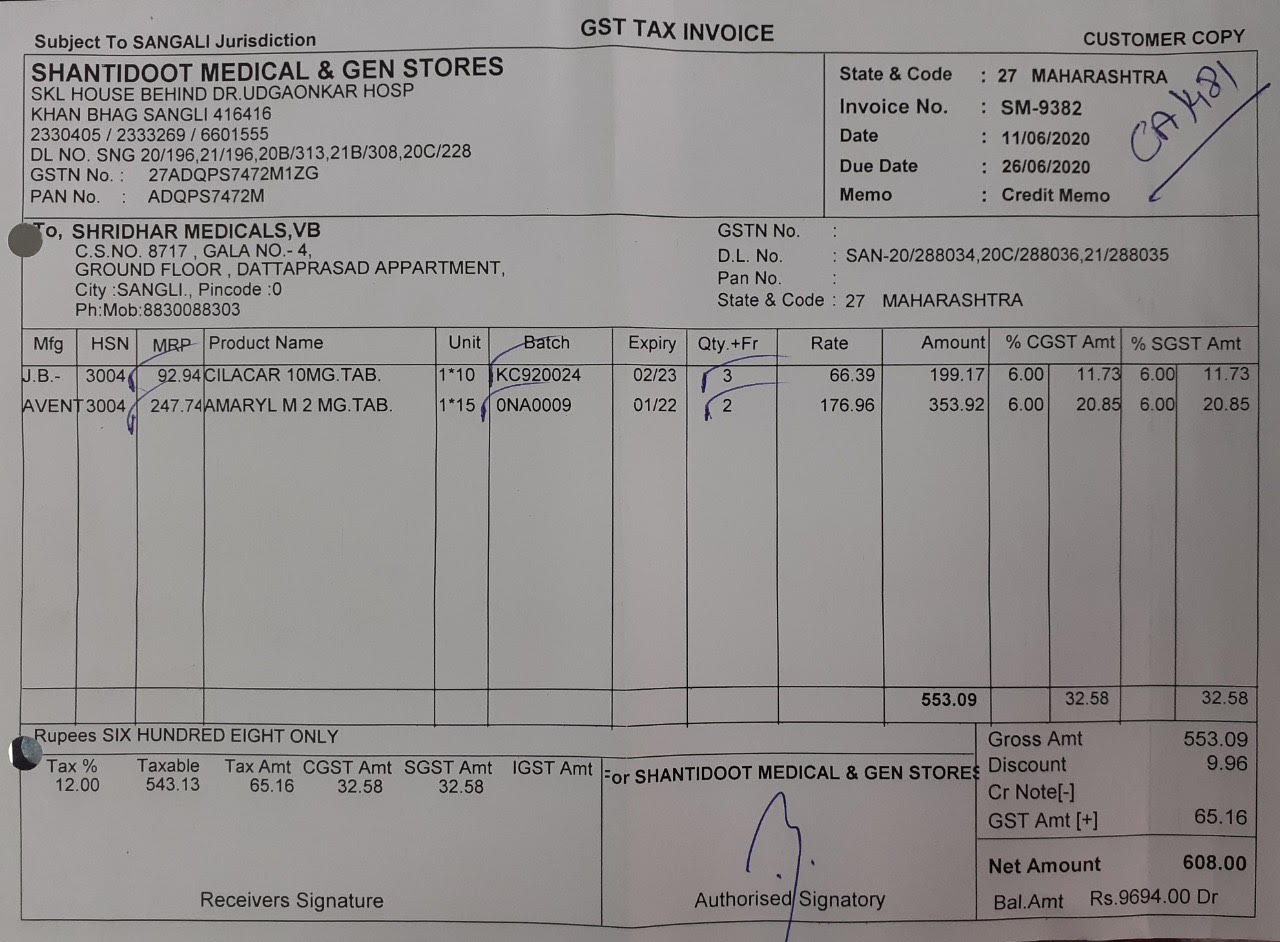 GST TAX INVOICE
Subject To SANGALI Jurisdiction
CUSTOMER COPY
SHANTIDOOT MEDICAL & GEN STORES
SKL HOUSE BEHIND DR.UDGAONKAR HOSP
KHAN BHAG SANGLI 416416
2330405 / 2333269 / 6601555
DL NO. SNG 20/196,21/196,20B/313,21B/308,20C/228
GSTN No. : 27ADQPS7472M1ZG
PAN No. : ADQPS7472M
State & Code : 27 MAHARASHTRA
Invoice No. : SM-9382
Date : 11/06/2020
Due Date : 26/06/2020
Memo : Credit Memo
CA/481
To, SHRIDHAR MEDICALS,VB
C.S.NO. 8717 , GALA NO.- 4,
GROUND FLOOR , DATTAPRASAD APPARTMENT,
City :SANGLI., Pincode :0
Ph:Mob:8830088303
GSTN No. :
D.L. No. : SAN-20/288034,20C/288036,21/288035
Pan No. :
State & Code : 27 MAHARASHTRA
Mfg HSN MRP Product Name Unit Batch Expiry Qty.+Fr Rate Amount % CGST Amt % SGST Amt
J.B.- 3004 92.94 CILACAR 10MG.TAB. 1*10 KC920024 02/23 3 66.39 199.17 6.00 11.73 6.00 11.73
AVENT 3004 247.74 AMARYL M 2 MG.TAB. 1*15 0NA0009 01/22 2 176.96 353.92 6.00 20.85 6.00 20.85
553.09 32.58 32.58
Rupees SIX HUNDRED EIGHT ONLY
Tax % Taxable Tax Amt CGST Amt SGST Amt IGST Amt
12.00 543.13 65.16 32.58 32.58
For SHANTIDOOT MEDICAL & GEN STORES
Receivers Signature
Authorised Signatory
Gross Amt 553.09
Discount 9.96
Cr Note[-]
GST Amt [+] 65.16
Net Amount 608.00
Bal.Amt Rs.9694.00 Dr